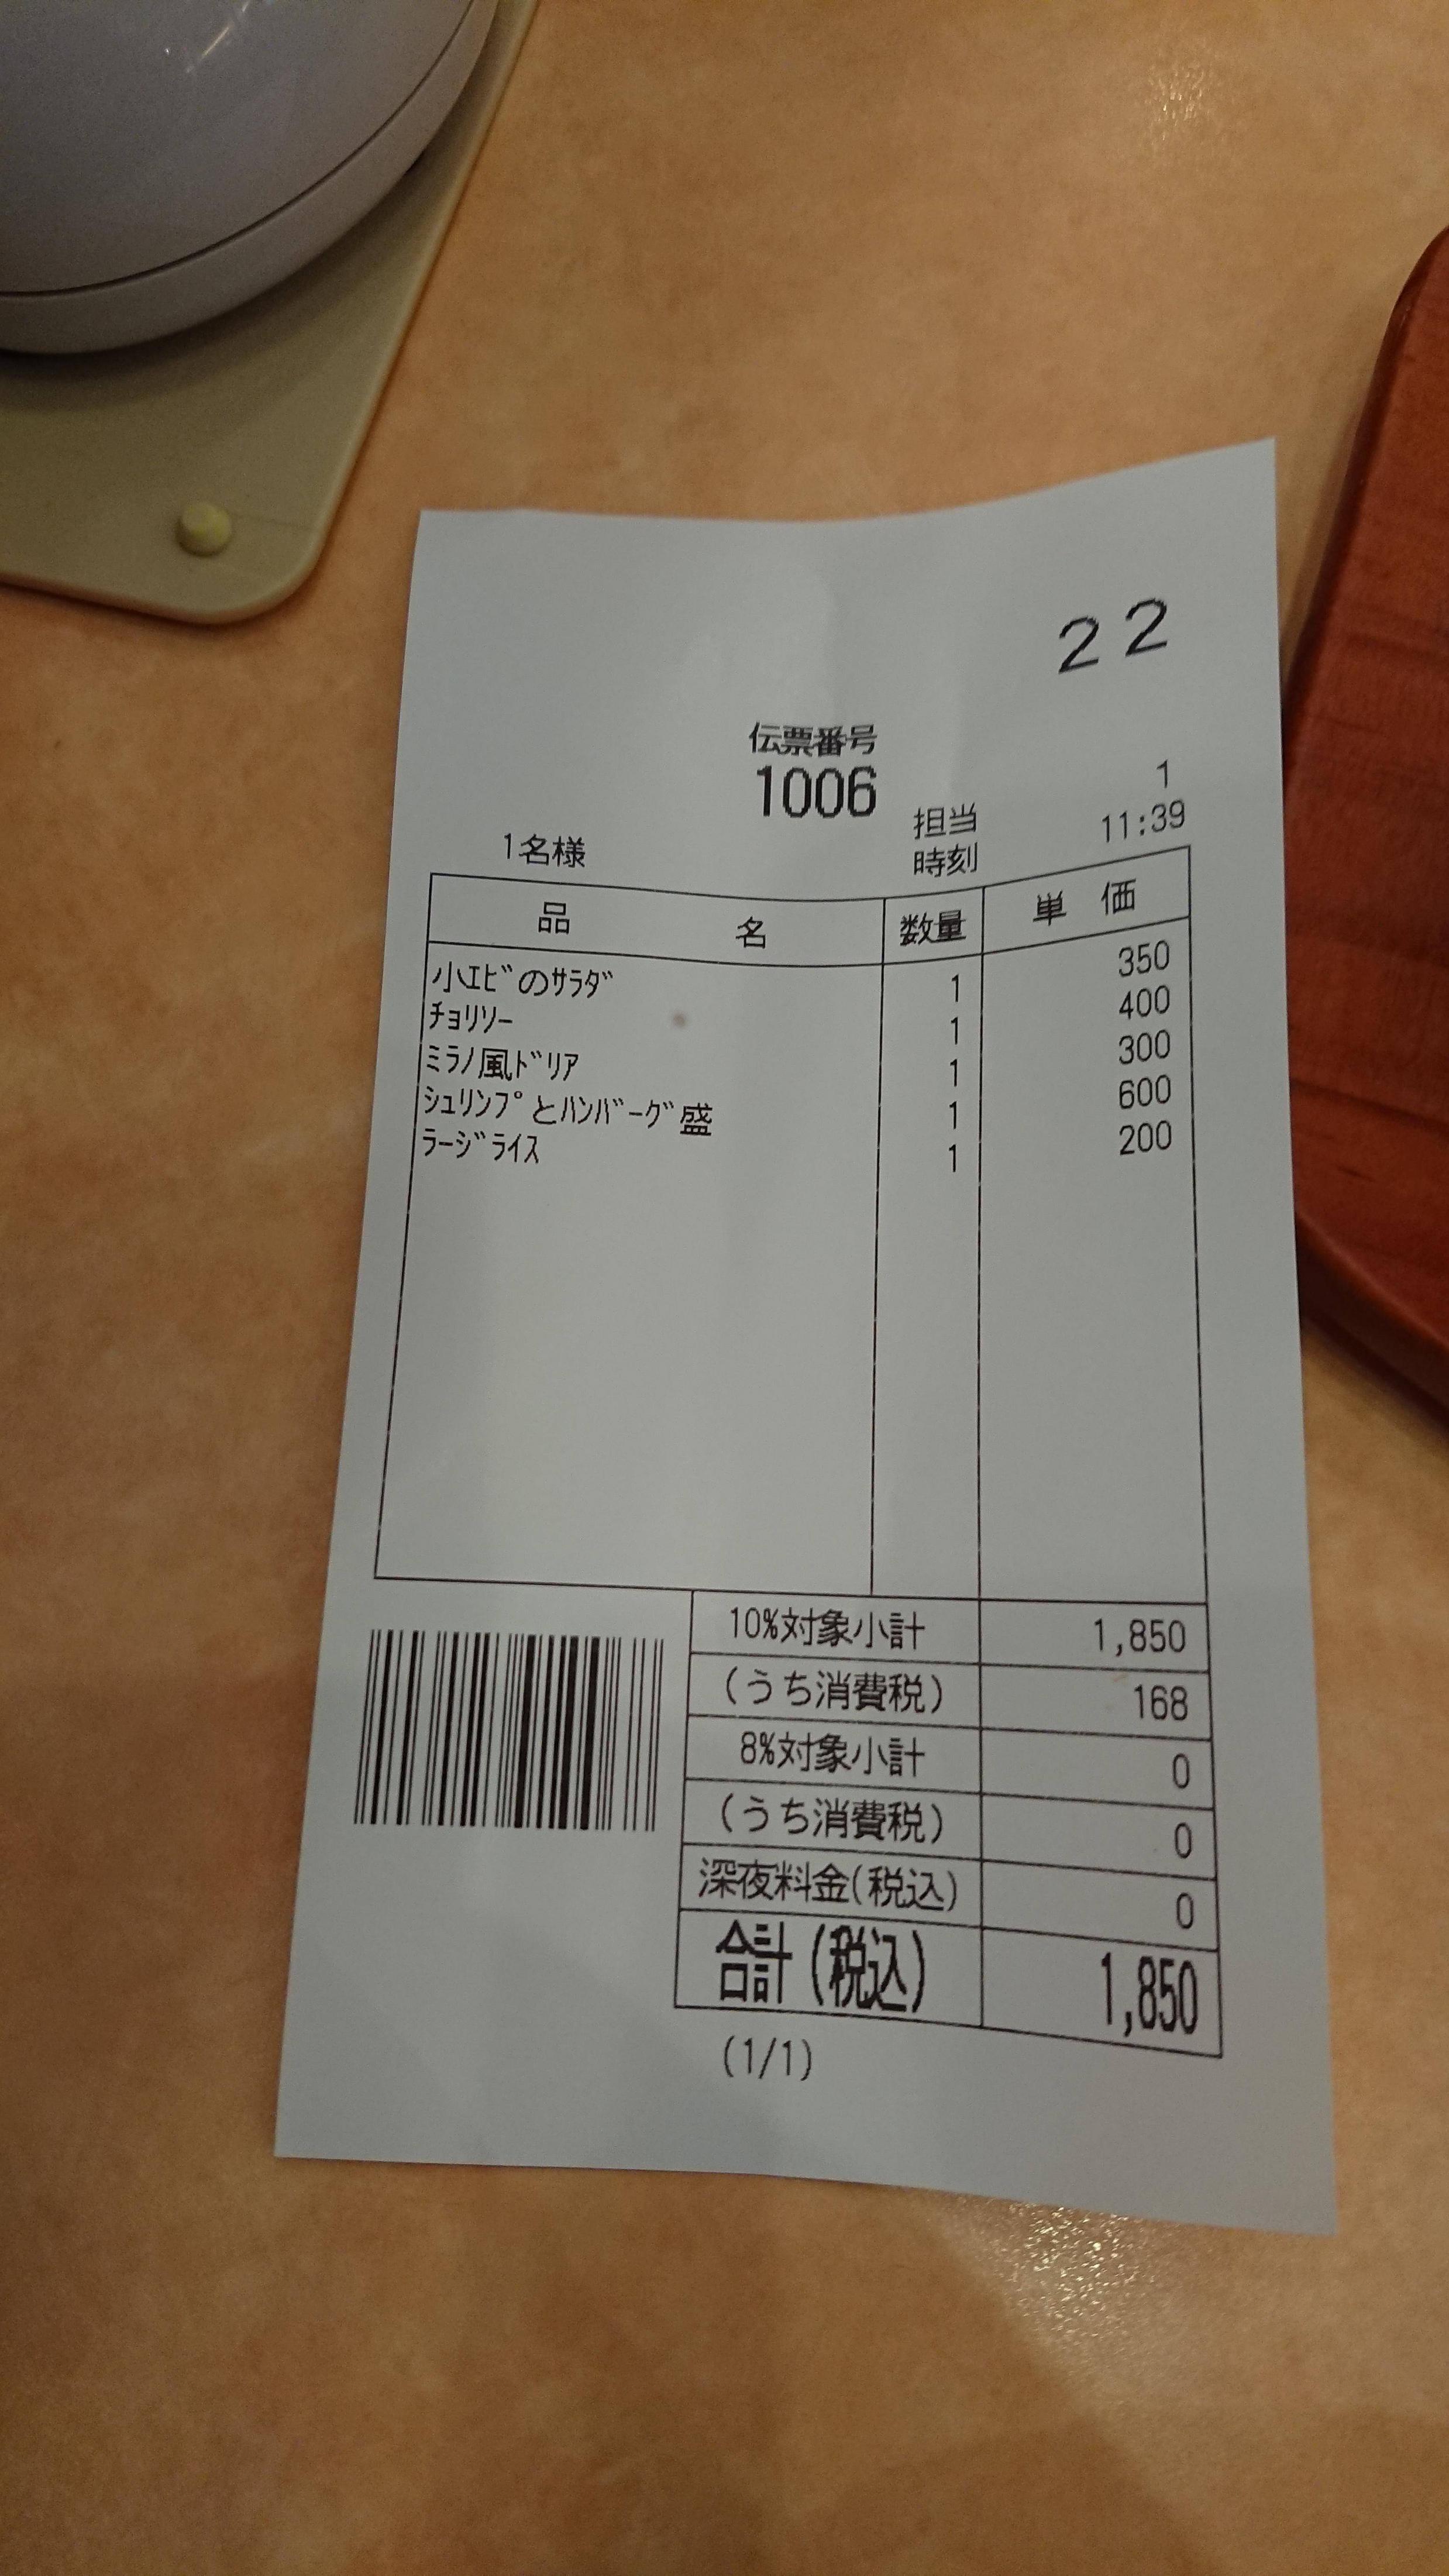 22
伝票番号
1006
1
担当
1名様 時刻 11:39
品 名 数量 単 価
小ｴﾋﾞのｻﾗﾀﾞ 1 350
ﾁｮﾘｿｰ 1 400
ﾐﾗﾉ風ﾄﾞﾘｱ 1 300
ｼｭﾘﾝﾌﾟとﾊﾝﾊﾞｰｸﾞ盛 1 600
ﾗｰｼﾞﾗｲｽ 1 200
10%対象小計 1,850
(うち消費税) 168
8%対象小計 0
(うち消費税) 0
深夜料金(税込) 0
合計(税込) 1,850
(1/1)